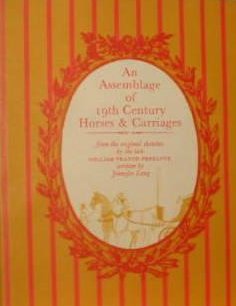 An
Assemblage
of
19th Century
Horses & Carriages
from the original sketches
by the late
WILLIAM FRANCIS FREELOVE
written by
Jennifer Lang